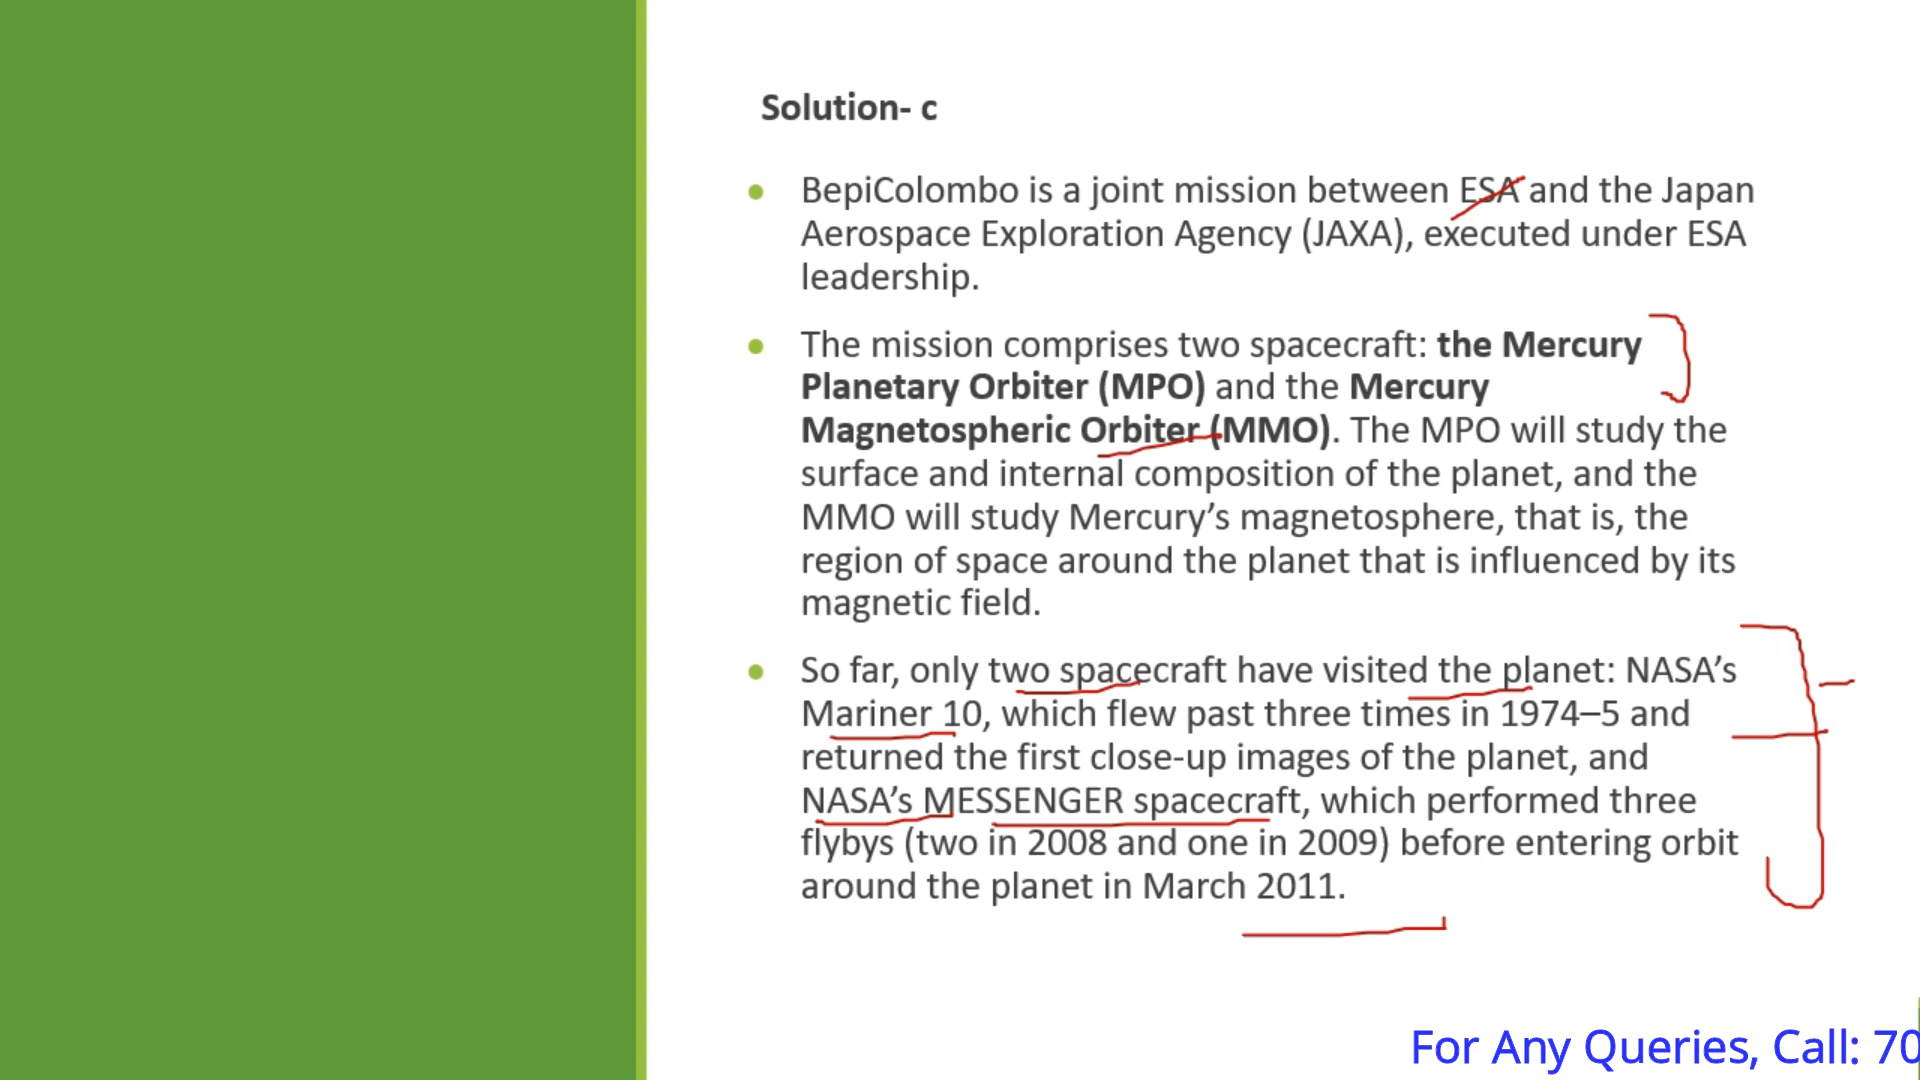 Solution- c
BepiColombo is a joint mission between ESA and the Japan
Aerospace Exploration Agency (JAXA), executed under ESA
leadership.
The mission comprises two spacecraft: the Mercury
Planetary Orbiter (MPO) and the Mercury
Magnetospheric Orbiter (MMO). The MPO will study the
surface and internal composition of the planet, and the
MMO will study Mercury’s magnetosphere, that is, the
region of space around the planet that is influenced by its
magnetic field.
So far, only two spacecraft have visited the planet: NASA’s
Mariner 10, which flew past three times in 1974–5 and
returned the first close-up images of the planet, and
NASA’s MESSENGER spacecraft, which performed three
flybys (two in 2008 and one in 2009) before entering orbit
around the planet in March 2011.
For Any Queries, Call: 70